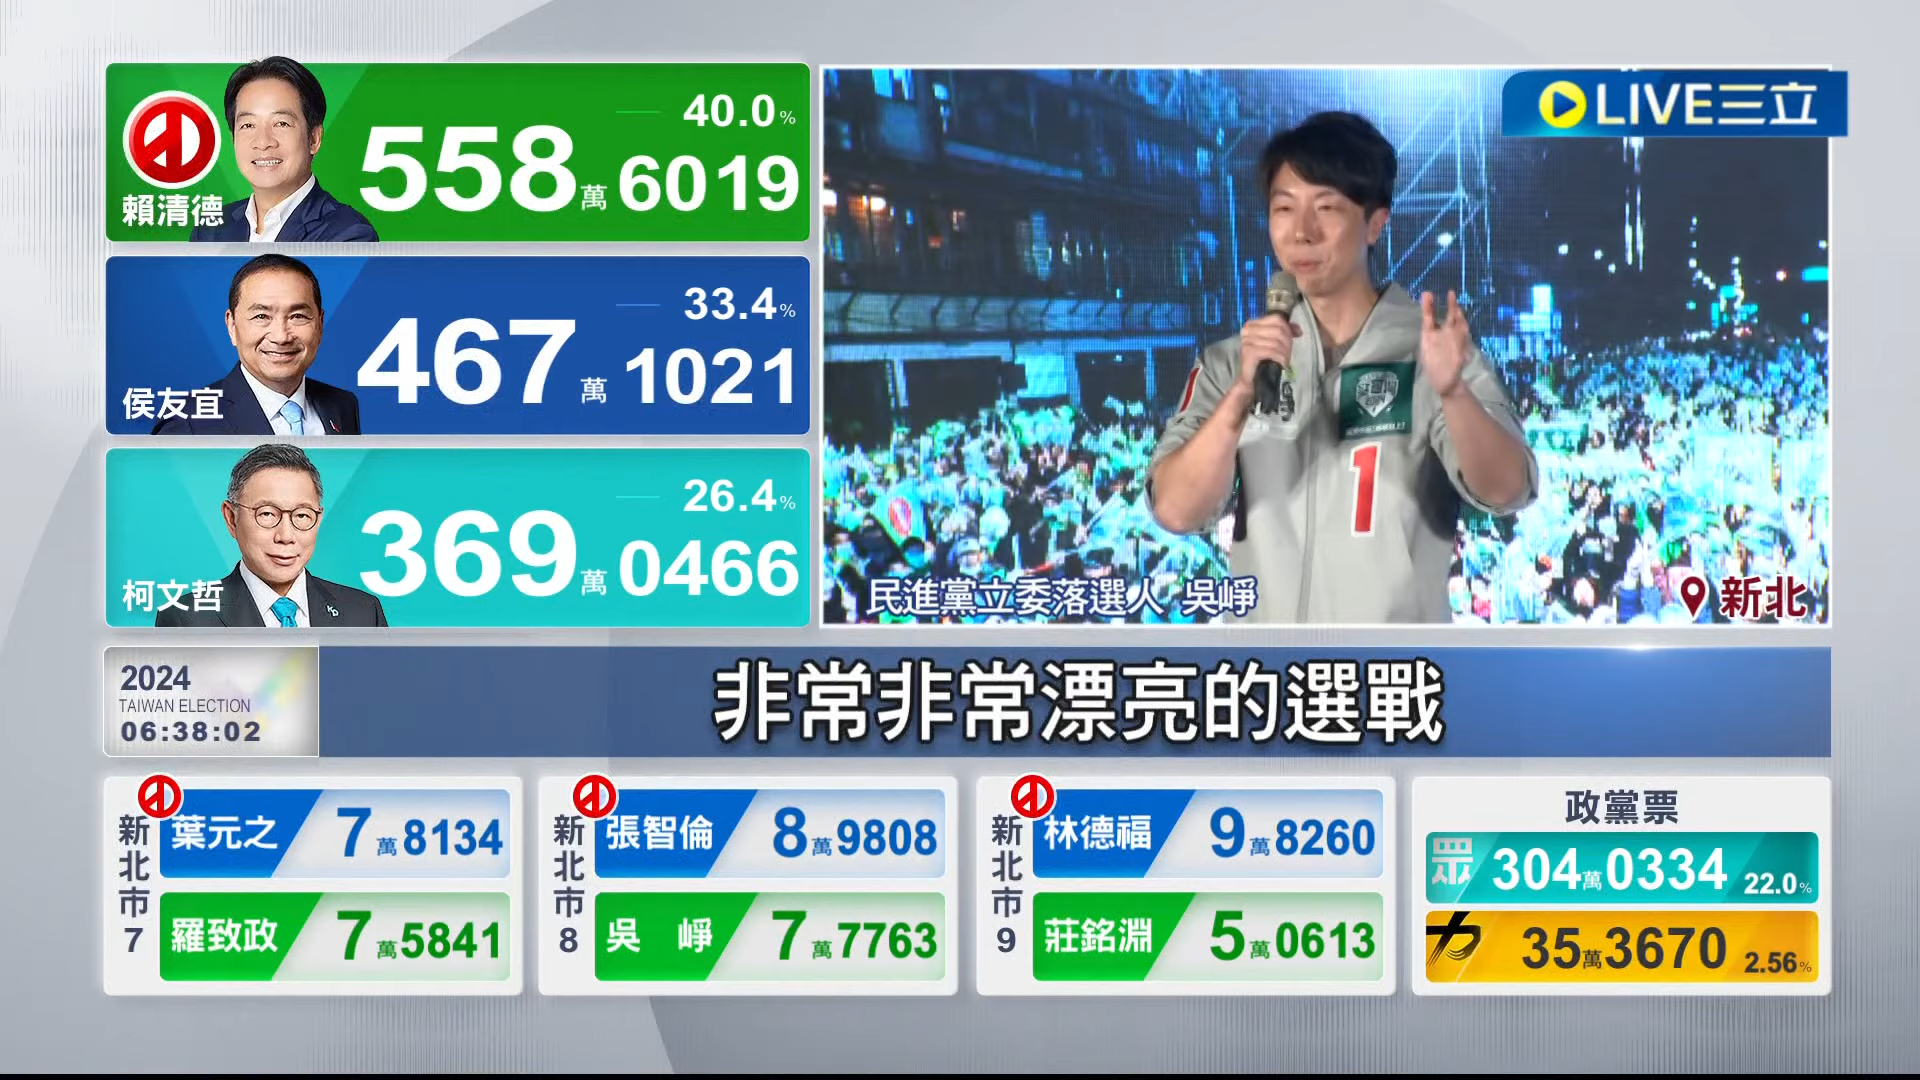 40.0%
558萬6019
賴清德
33.4%
467萬1021
侯友宜
26.4%
369萬0466
柯文哲
LIVE三立
1
民進黨立委落選人 吳崢
新北
2024
TAIWAN ELECTION
06:38:02
非常非常漂亮的選戰
新北市7
葉元之 7萬8134
羅致政 7萬5841
新北市8
張智倫 8萬9808
吳 崢 7萬7763
新北市9
林德福 9萬8260
莊銘淵 5萬0613
政黨票
眾 304萬0334 22.0%
力 35萬3670 2.56%